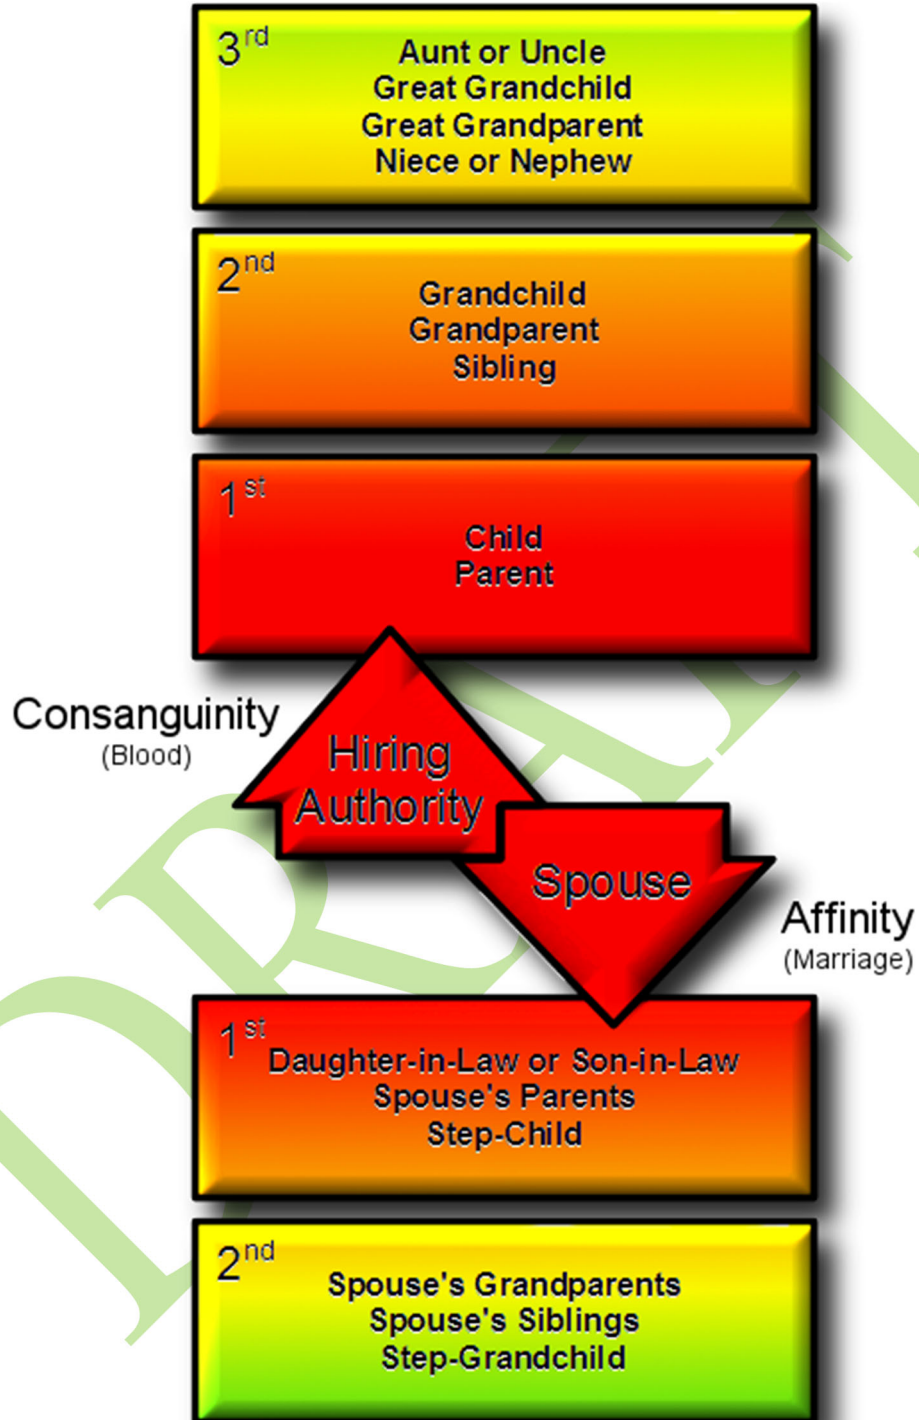 3rd
Aunt or Uncle
Great Grandchild
Great Grandparent
Niece or Nephew
2nd
Grandchild
Grandparent
Sibling
1st
Child
Parent
Consanguinity
(Blood)
Hiring
Authority
Spouse
Affinity
(Marriage)
1st
Daughter-in-Law or Son-in-Law
Spouse's Parents
Step-Child
2nd
Spouse's Grandparents
Spouse's Siblings
Step-Grandchild
DRAFT